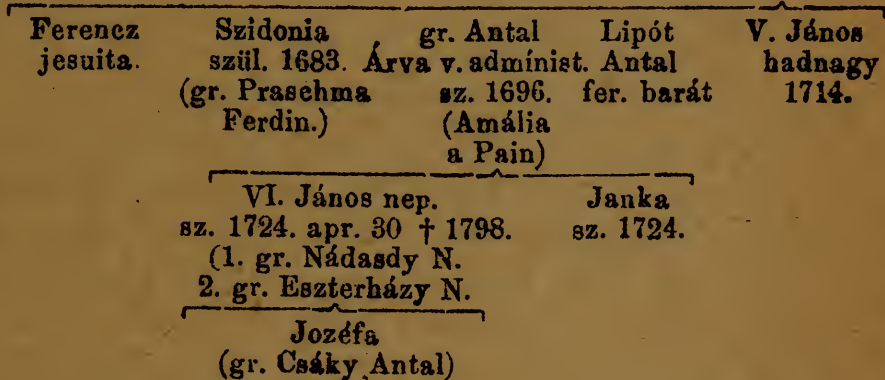 Ferencz Szidonia gr. Antal Lipót V. János
jesuita. szül. 1683. Árva v. adminíst. Antal hadnagy
(gr. Praschma sz. 1696. fer. barát 1714.
Ferdin.) (Amália
a Pain)
VI. János nep. Janka
sz. 1724. apr. 30 † 1798. sz. 1724.
(1. gr. Nádasdy N.
2. gr. Eszterházy N.
Jozéfa
(gr. Csáky Antal)